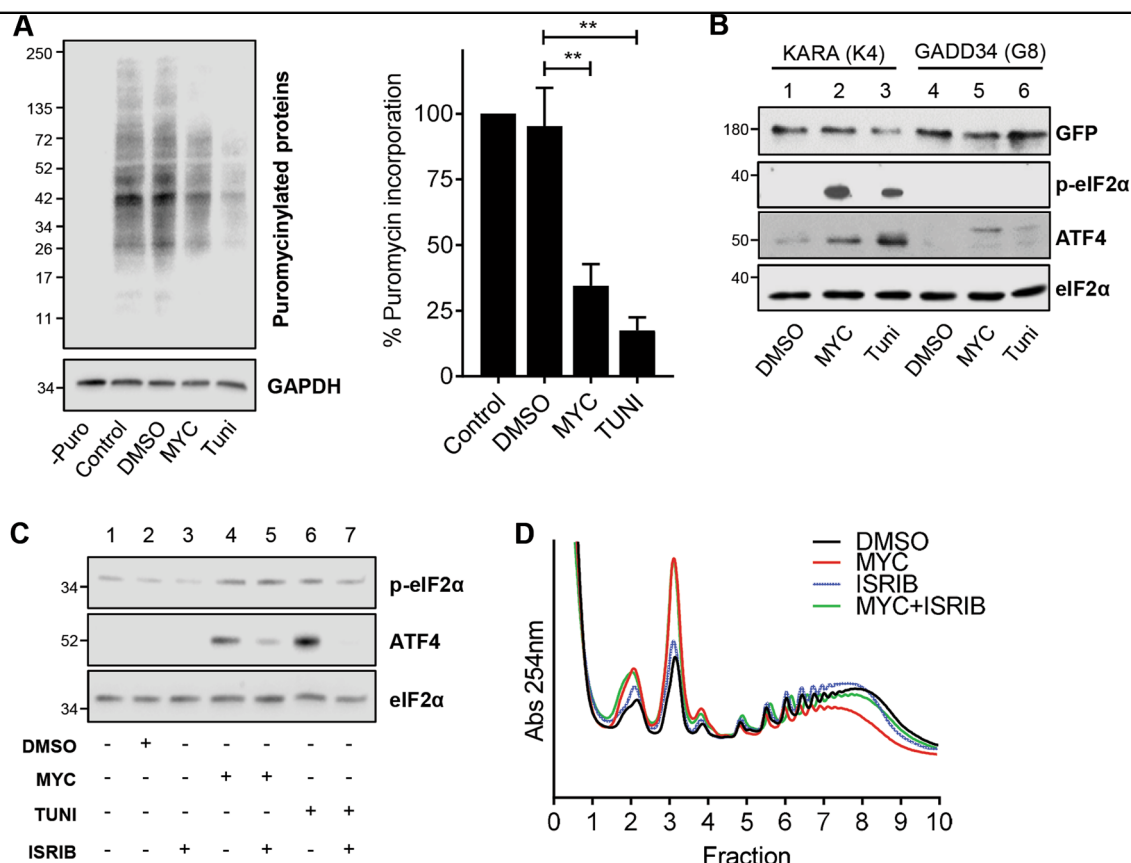 A
250
135
72
52
42
34
26
17
11
Puromycinylated proteins
34
GAPDH
-Puro
Control
DMSO
MYC
Tuni
% Puromycin incorporation
100
75
50
25
0
**
**
Control
DMSO
MYC
TUNI
B
KARA (K4) GADD34 (G8)
1 2 3 4 5 6
180 GFP
40 p-eIF2α
50 ATF4
40 eIF2α
DMSO
MYC
Tuni
DMSO
MYC
Tuni
C
1 2 3 4 5 6 7
34 p-eIF2α
52 ATF4
34 eIF2α
DMSO - + - - - - -
MYC - - - + + - -
TUNI - - - - - + +
ISRIB - - + - + - +
D
DMSO
MYC
ISRIB
MYC+ISRIB
Abs 254nm
0 1 2 3 4 5 6 7 8 9 10
Fraction